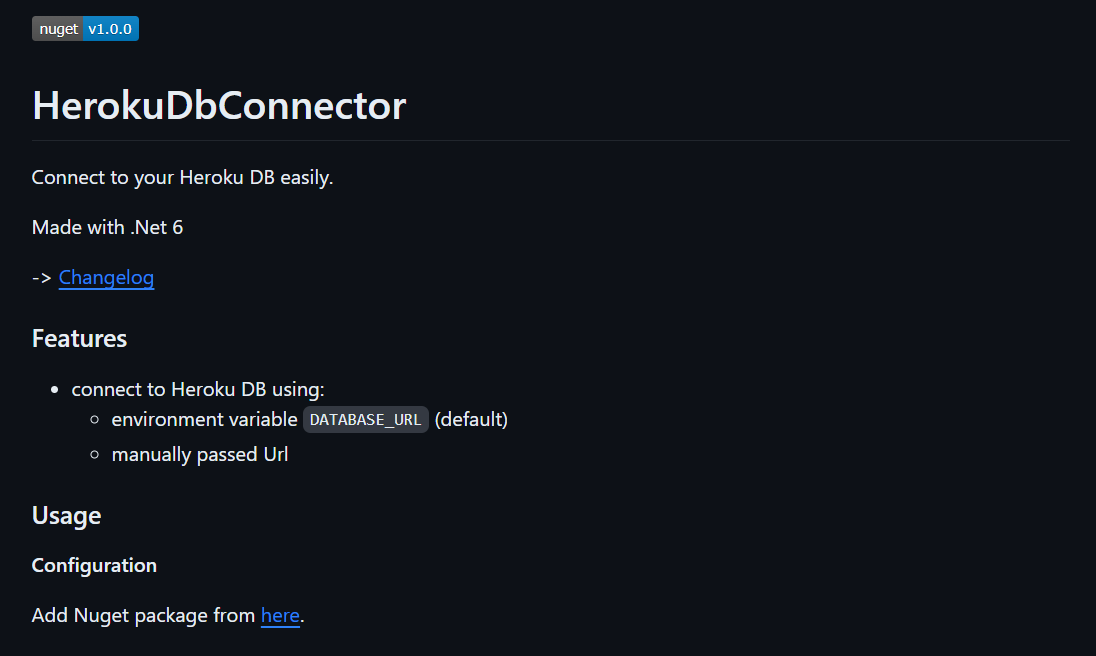 nuget v1.0.0
HerokuDbConnector
Connect to your Heroku DB easily.
Made with .Net 6
-> Changelog
Features
connect to Heroku DB using:
environment variable DATABASE_URL (default)
manually passed Url
Usage
Configuration
Add Nuget package from here.